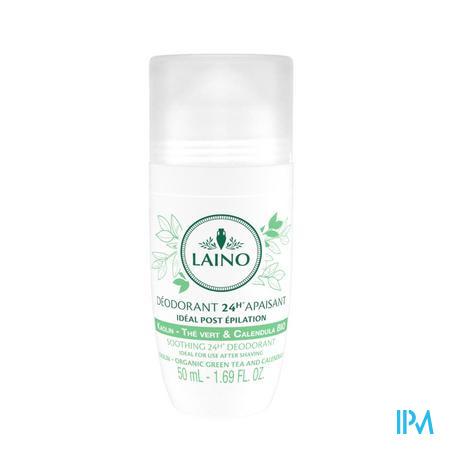 LAINO
DÉODORANT 24H* APAISANT
IDÉAL POST ÉPILATION
KAOLIN - THÉ VERT & CALENDULA BIO
SOOTHING 24H* DEODORANT
IDEAL FOR USE AFTER SHAVING
- ORGANIC GREEN TEA AND CALENDULA
50 mL - 1.69 FL. OZ.
IPM